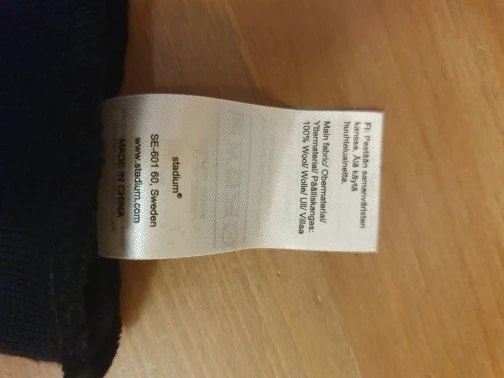 FI: Pestään samanväristen
kanssa. Älä käytä
huuhteluainetta.
Main fabric/ Obermaterial/
Yttermaterial/ Päälliskangas:
100% Wool/ Wolle/ Ull/ Villaa
stadium®
SE-601 60, Sweden
www.stadium.com
MADE IN CHINA